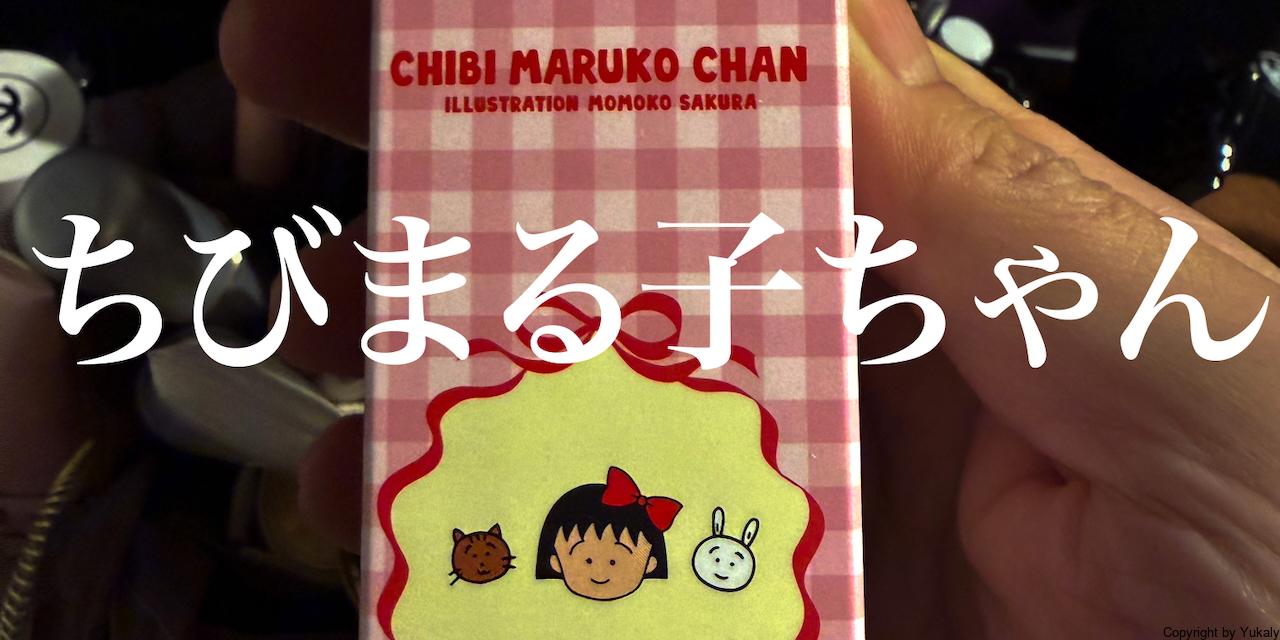 CHIBI MARUKO CHAN
ILLUSTRATION MOMOKO SAKURA
ちびまる子ちゃん
Copyright by Yukaly